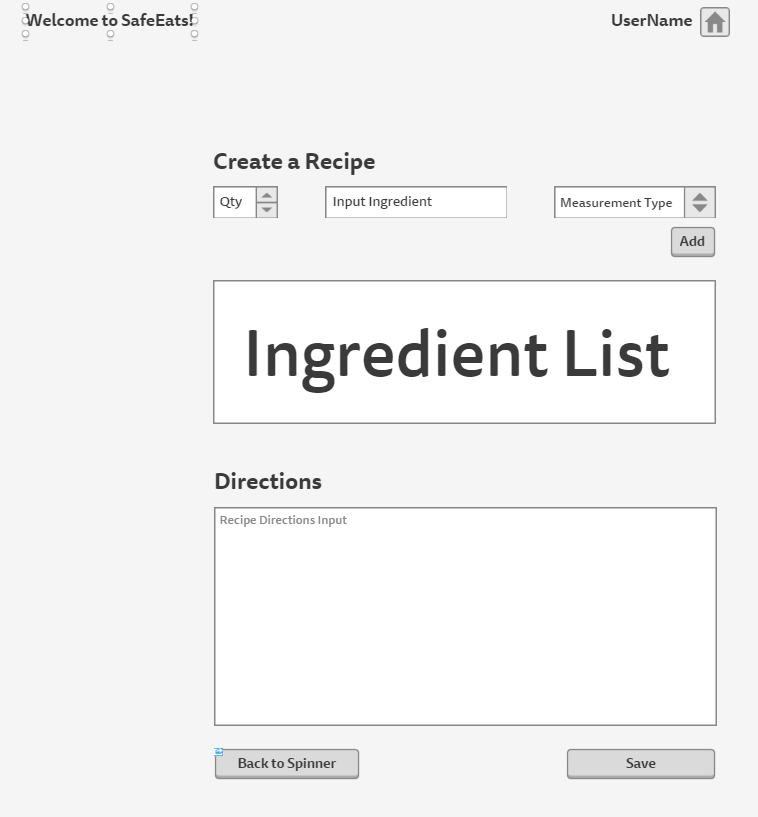 Welcome to SafeEats!
UserName
Create a Recipe
Qty
Input Ingredient
Measurement Type
Add
Ingredient List
Directions
Recipe Directions Input
Back to Spinner
Save